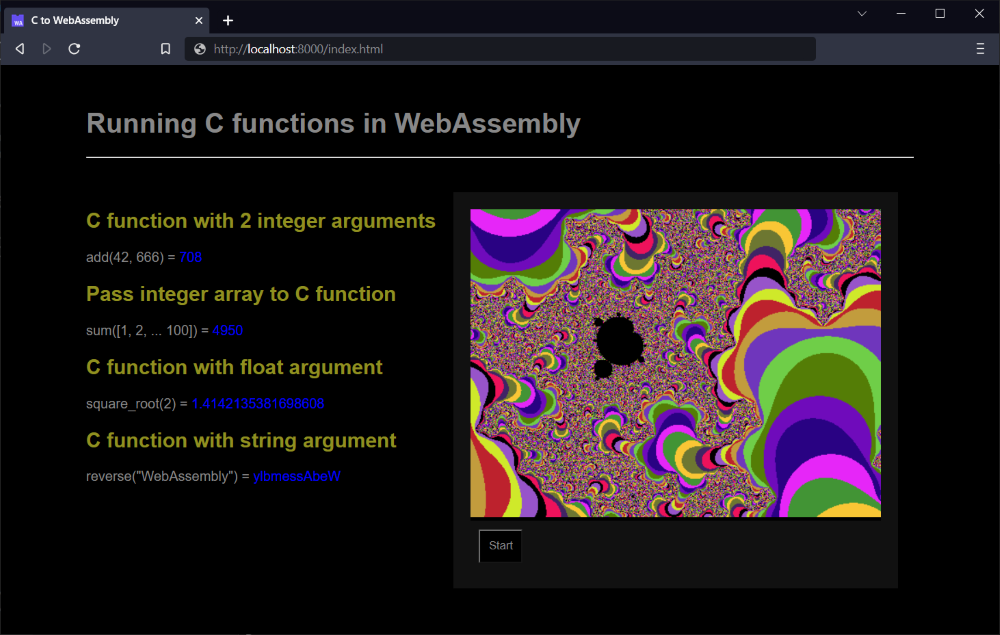 C to WebAssembly
http://localhost:8000/index.html
Running C functions in WebAssembly
C function with 2 integer arguments
add(42, 666) = 708
Pass integer array to C function
sum([1, 2, ... 100]) = 4950
C function with float argument
square_root(2) = 1.4142135381698608
C function with string argument
reverse("WebAssembly") = ylbmessAbeW
Start